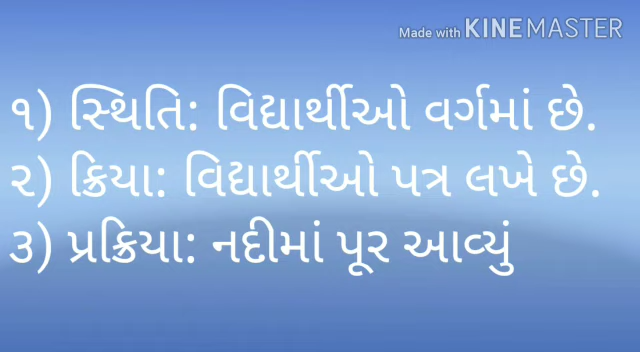 Made with KINEMASTER
૧) સ્થિતિ: વિદ્યાર્થીઓ વર્ગમાં છે.
૨) ક્રિયા: વિદ્યાર્થીઓ પત્ર લખે છે.
૩) પ્રક્રિયા: નદીમાં પૂર આવ્યું